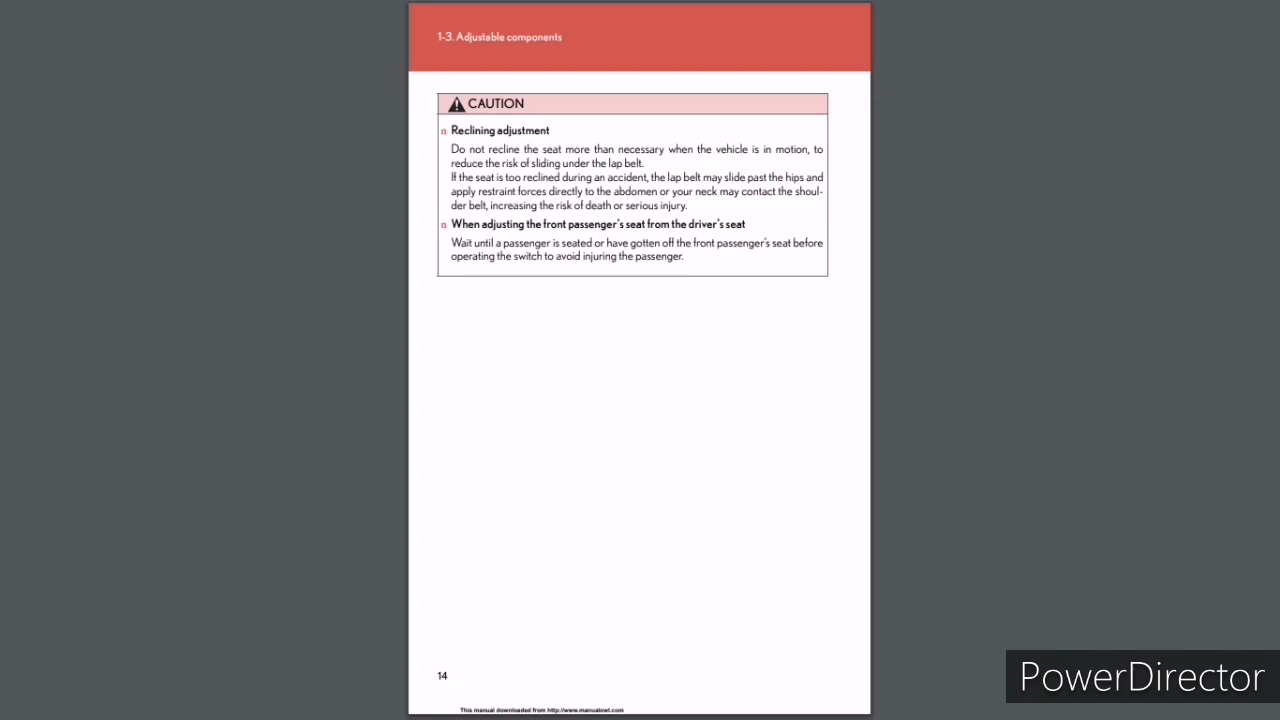 1-3. Adjustable components
CAUTION
n Reclining adjustment
Do not recline the seat more than necessary when the vehicle is in motion, to
reduce the risk of sliding under the lap belt.
If the seat is too reclined during an accident, the lap belt may slide past the hips and
apply restraint forces directly to the abdomen or your neck may contact the shoul-
der belt, increasing the risk of death or serious injury.
n When adjusting the front passenger's seat from the driver's seat
Wait until a passenger is seated or have gotten off the front passenger's seat before
operating the switch to avoid injuring the passenger.
14
This manual downloaded from http://www.manualowl.com
PowerDirector